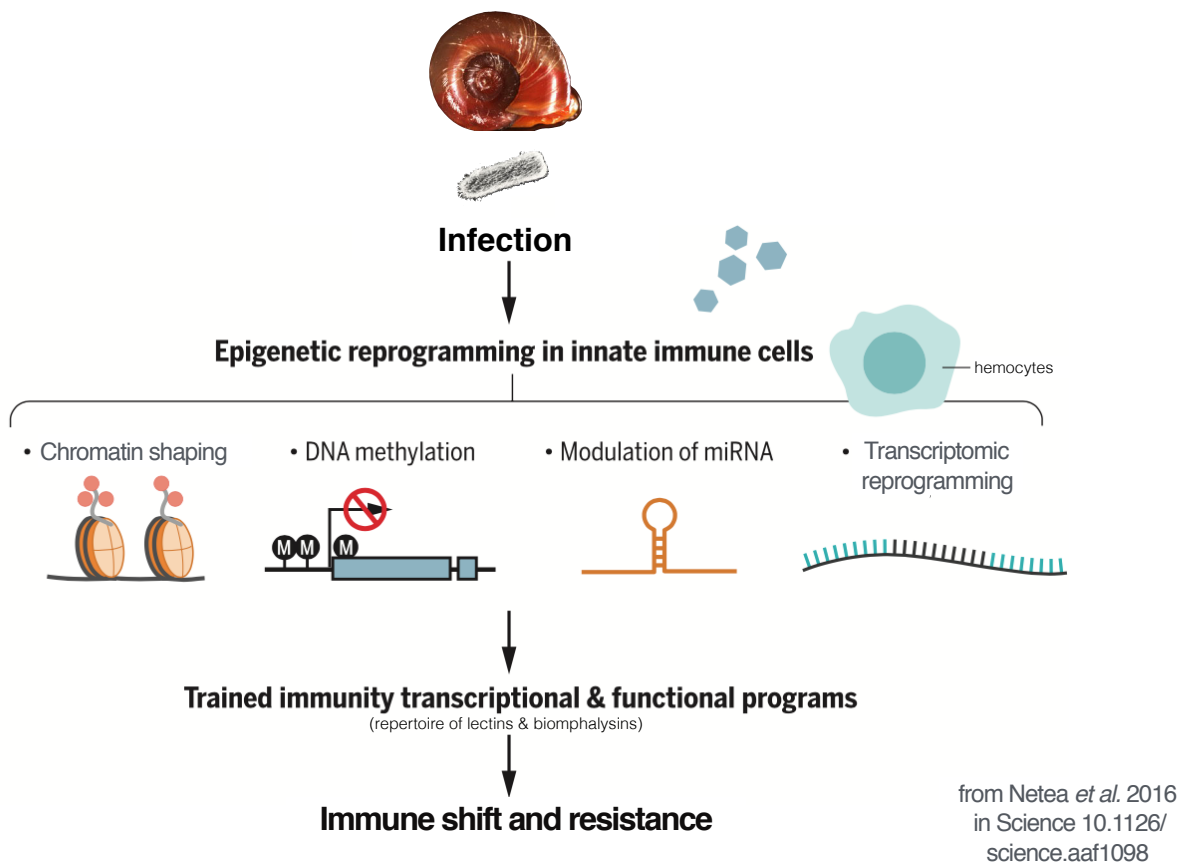 Infection
Epigenetic reprogramming in innate immune cells
hemocytes
• Chromatin shaping
• DNA methylation
• Modulation of miRNA
• Transcriptomic
reprogramming
M M M
Trained immunity transcriptional & functional programs
(repertoire of lectins & biomphalysins)
Immune shift and resistance
from Netea et al. 2016
in Science 10.1126/
science.aaf1098